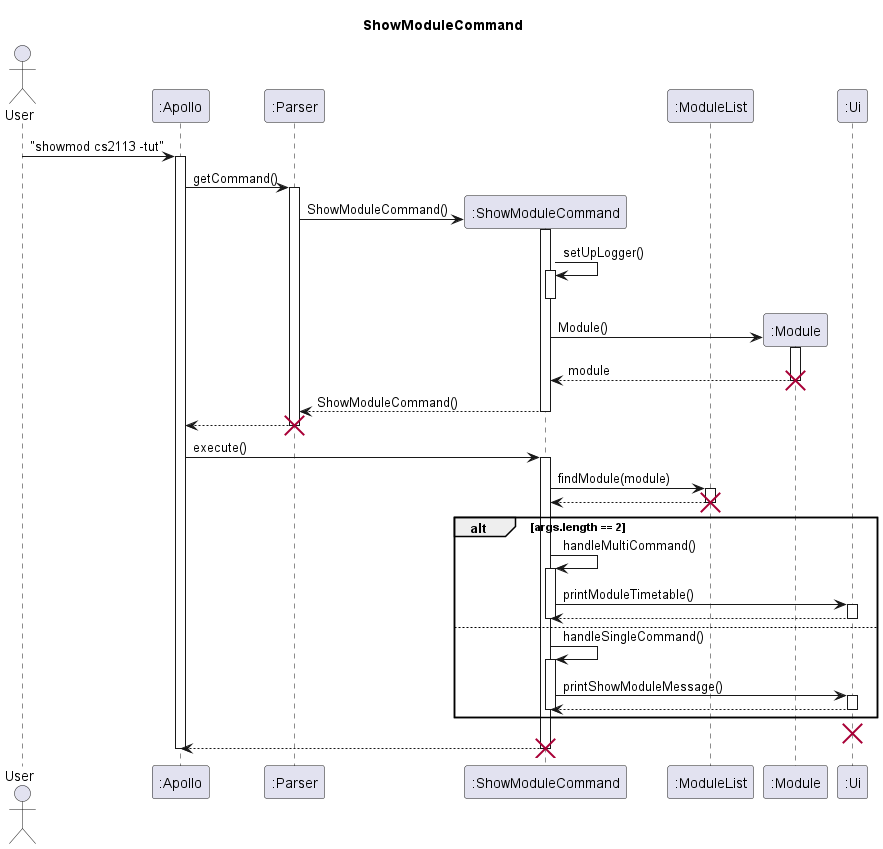 ShowModuleCommand
User
:Apollo
:Parser
:ModuleList
:Ui
"showmod cs2113 -tut"
getCommand()
ShowModuleCommand()
:ShowModuleCommand
setUpLogger()
Module()
:Module
module
ShowModuleCommand()
execute()
findModule(module)
alt [args.length == 2]
handleMultiCommand()
printModuleTimetable()
handleSingleCommand()
printShowModuleMessage()
User
:Apollo
:Parser
:ShowModuleCommand
:ModuleList
:Module
:Ui